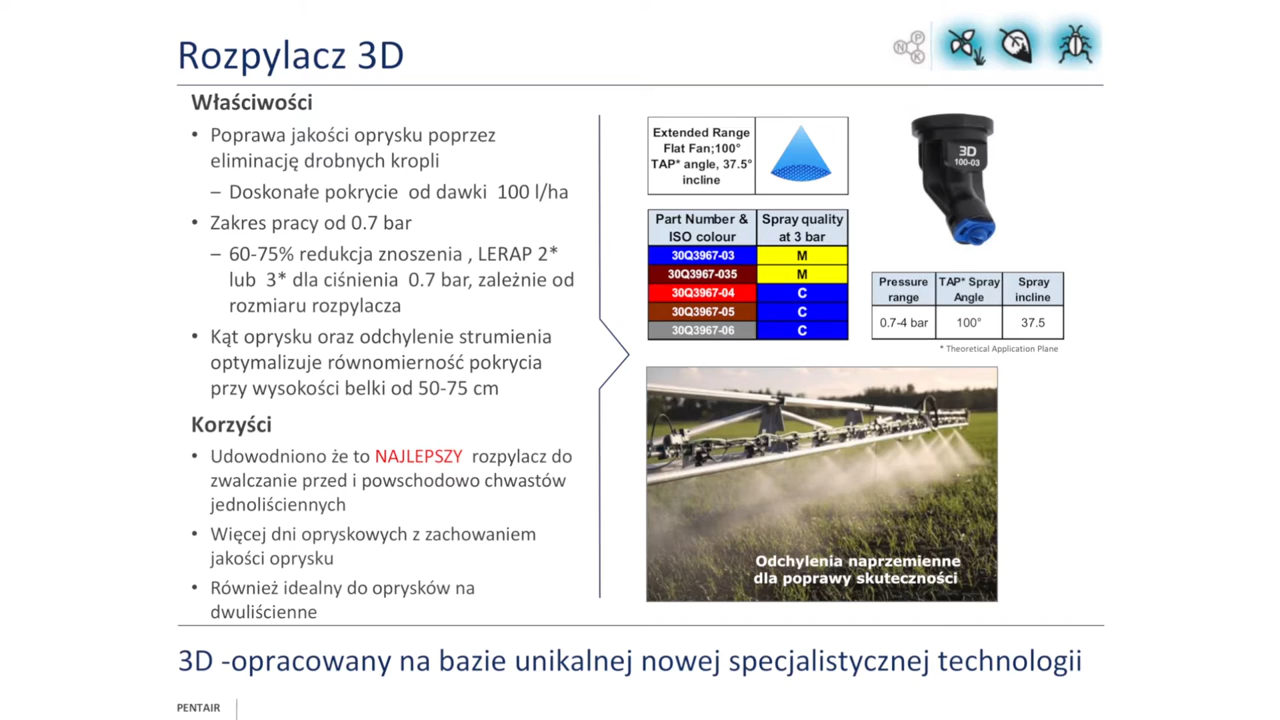 Rozpylacz 3D
N P K
Właściwości
• Poprawa jakości oprysku poprzez
eliminację drobnych kropli
– Doskonałe pokrycie od dawki 100 l/ha
• Zakres pracy od 0.7 bar
– 60-75% redukcja znoszenia , LERAP 2*
lub 3* dla ciśnienia 0.7 bar, zależnie od
rozmiaru rozpylacza
• Kąt oprysku oraz odchylenie strumienia
optymalizuje równomierność pokrycia
przy wysokości belki od 50-75 cm
Korzyści
• Udowodniono że to NAJLEPSZY rozpylacz do
zwalczanie przed i powschodowo chwastów
jednoliściennych
• Więcej dni opryskowych z zachowaniem
jakości oprysku
• Również idealny do oprysków na
dwuliścienne
Extended Range
Flat Fan;100°
TAP* angle, 37.5°
incline
Part Number &
ISO colour
Spray quality
at 3 bar
30Q3967-03 M
30Q3967-035 M
30Q3967-04 C
30Q3967-05 C
30Q3967-06 C
3D
100-03
Pressure
range
TAP* Spray
Angle
Spray
incline
0.7-4 bar 100° 37.5
* Theoretical Application Plane
Odchylenia naprzemienne
dla poprawy skuteczności
3D -opracowany na bazie unikalnej nowej specjalistycznej technologii
PENTAIR